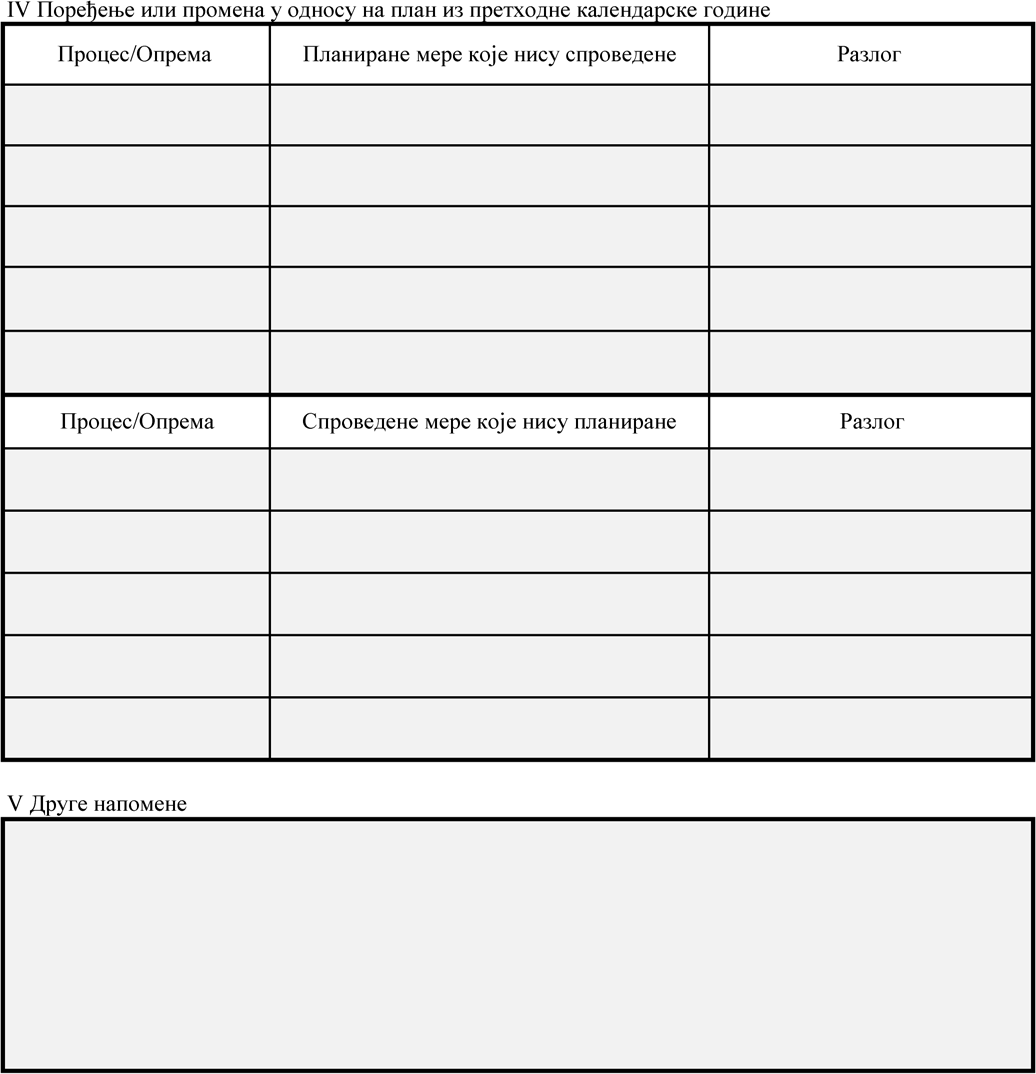 IV Поређење или промена у односу на план из претходне календарске године
Процес/Опрема Планиране мере које нису спроведене Разлог
Процес/Опрема Спроведене мере које нису планиране Разлог
V Друге напомене